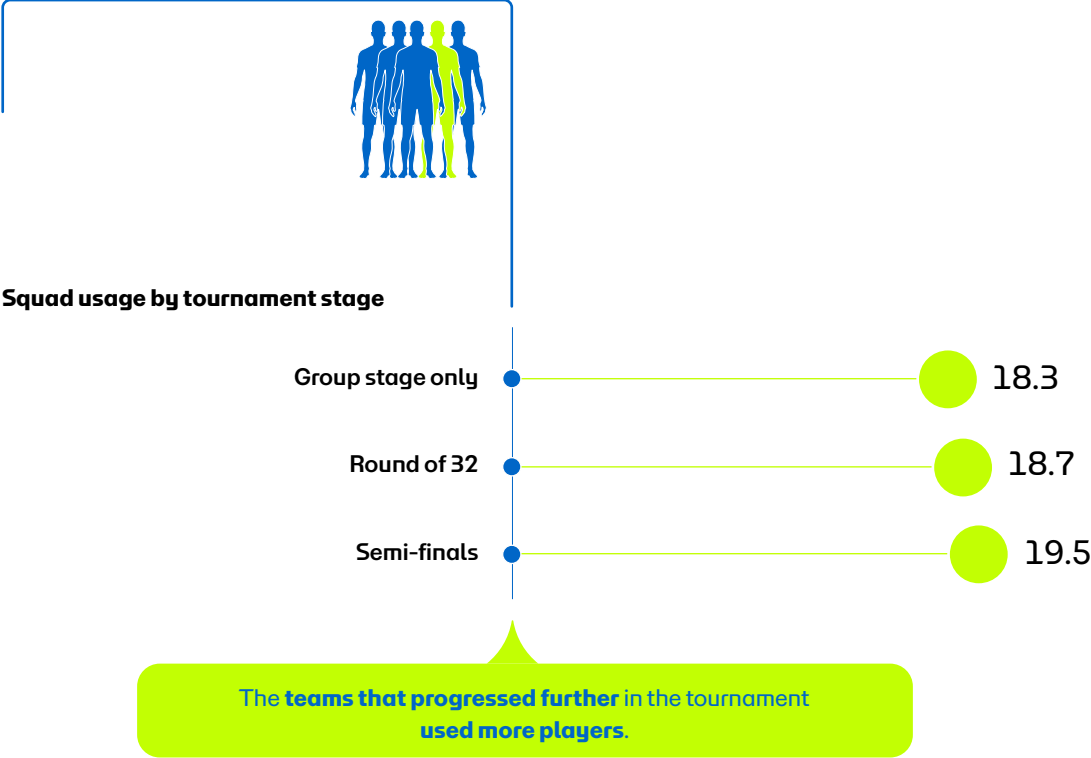 Squad usage by tournament stage
Group stage only 18.3
Round of 32 18.7
Semi-finals 19.5
The teams that progressed further in the tournament
used more players.